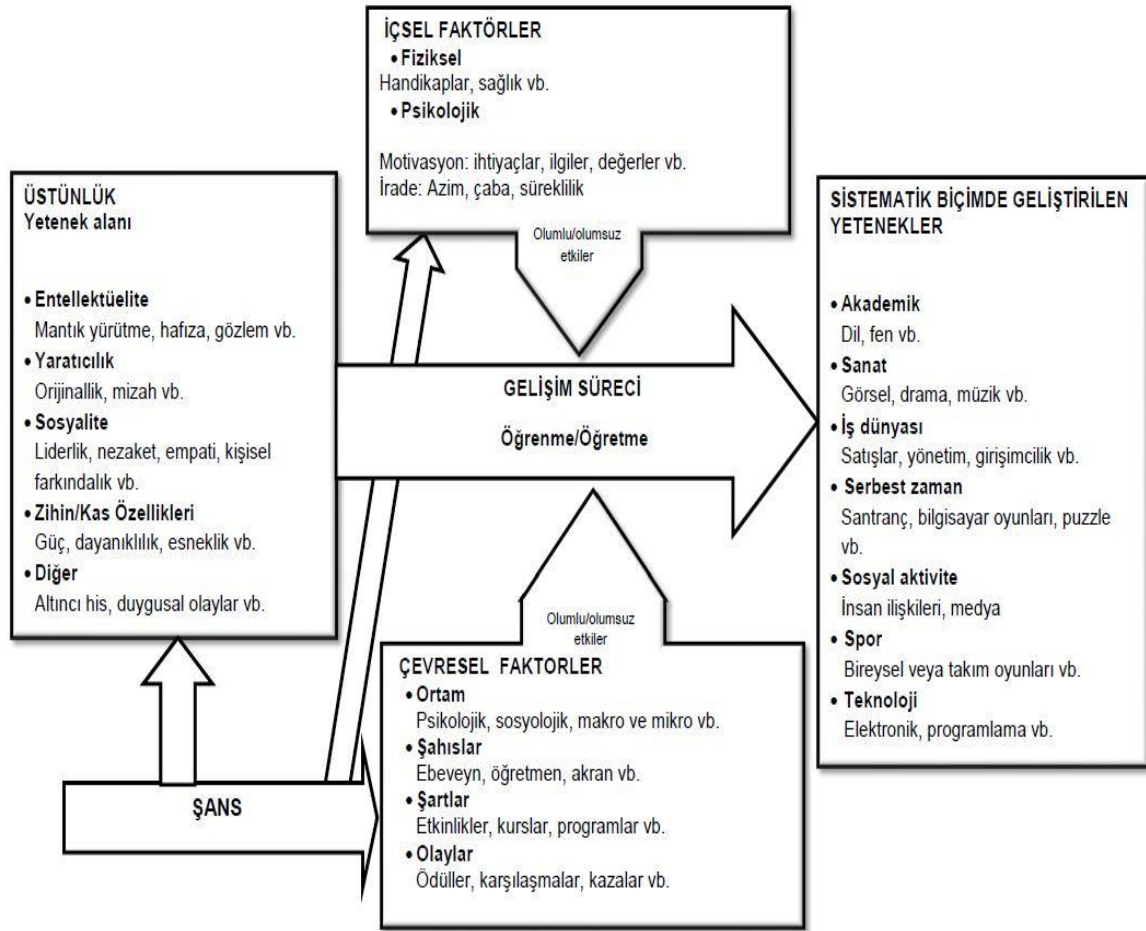 İÇSEL FAKTÖRLER
• Fiziksel
Handikaplar, sağlık vb.
• Psikolojik
Motivasyon: ihtiyaçlar, ilgiler, değerler vb.
İrade: Azim, çaba, süreklilik
Olumlu/olumsuz
etkiler
ÜSTÜNLÜK
Yetenek alanı
• Entellektüelite
Mantık yürütme, hafıza, gözlem vb.
• Yaratıcılık
Orijinallik, mizah vb.
• Sosyalite
Liderlik, nezaket, empati, kişisel
farkındalık vb.
• Zihin/Kas Özellikleri
Güç, dayanıklılık, esneklik vb.
• Diğer
Altıncı his, duygusal olaylar vb.
GELİŞİM SÜRECİ
Öğrenme/Öğretme
SİSTEMATİK BİÇİMDE GELİŞTİRİLEN
YETENEKLER
• Akademik
Dil, fen vb.
• Sanat
Görsel, drama, müzik vb.
• İş dünyası
Satışlar, yönetim, girişimcilik vb.
• Serbest zaman
Santranç, bilgisayar oyunları, puzzle
vb.
• Sosyal aktivite
İnsan ilişkileri, medya
• Spor
Bireysel veya takım oyunları vb.
• Teknoloji
Elektronik, programlama vb.
Olumlu/olumsuz
etkiler
ÇEVRESEL FAKTORLER
• Ortam
Psikolojik, sosyolojik, makro ve mikro vb.
• Şahıslar
Ebeveyn, öğretmen, akran vb.
• Şartlar
Etkinlikler, kurslar, programlar vb.
• Olaylar
Ödüller, karşılaşmalar, kazalar vb.
ŞANS